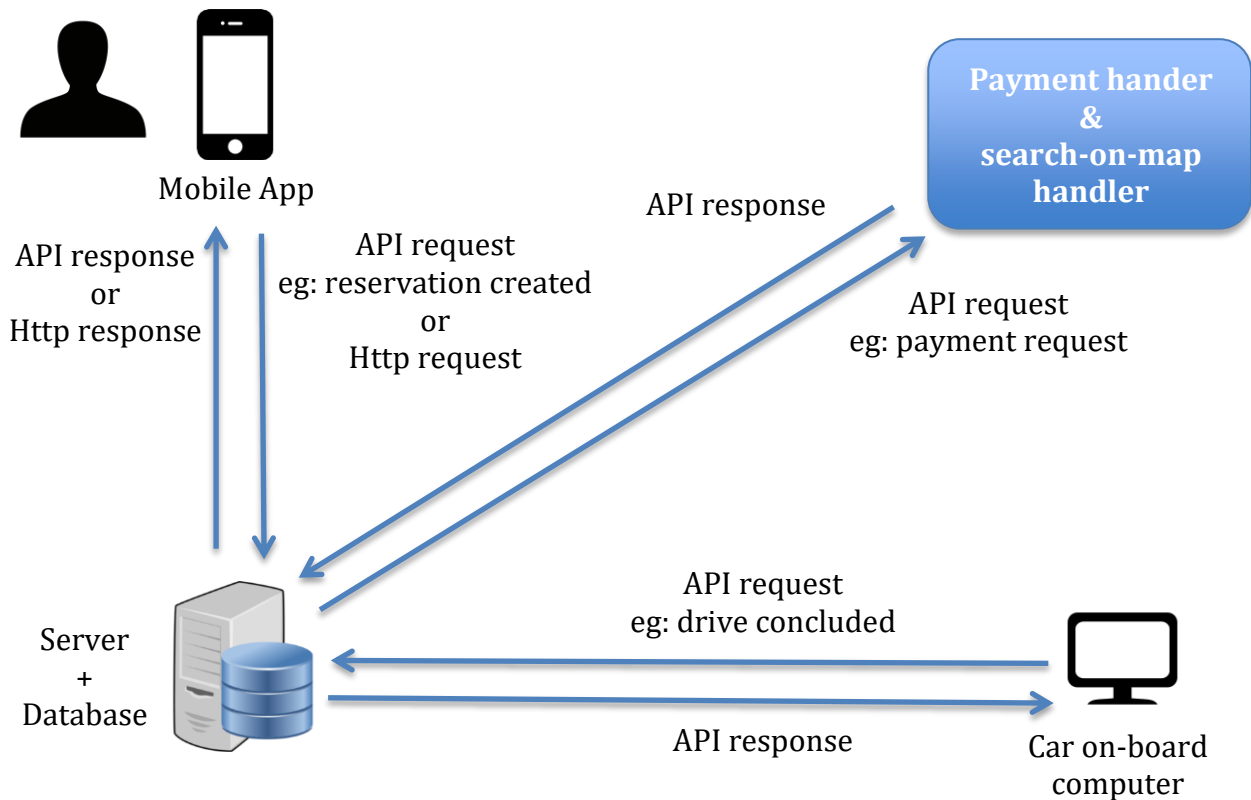 Payment hander
&
search-on-map
handler
Mobile App
API response
or
Http response
API request
eg: reservation created
or
Http request
API response
API request
eg: payment request
API request
eg: drive concluded
Server
+
Database
API response
Car on-board
computer